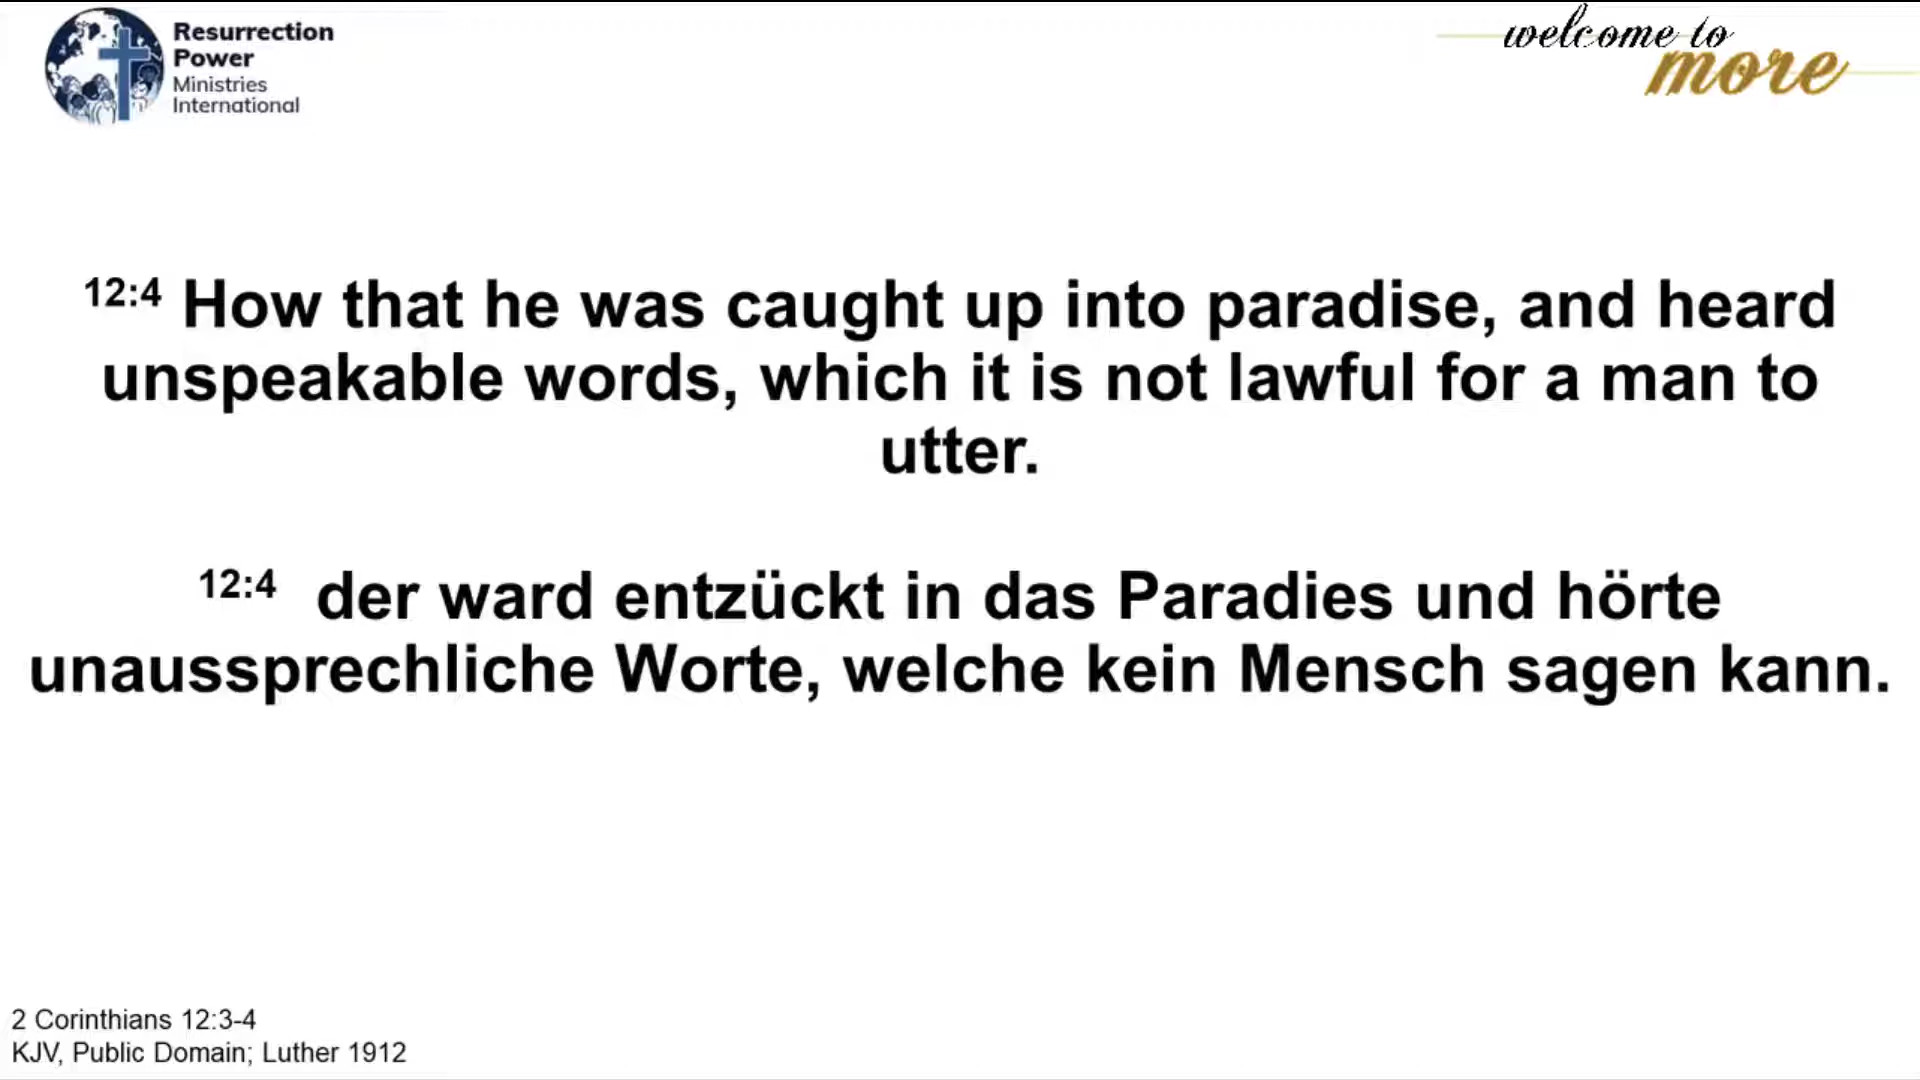 Resurrection
Power
Ministries
International
welcome to
more
12:4 How that he was caught up into paradise, and heard
unspeakable words, which it is not lawful for a man to
utter.
12:4 der ward entzückt in das Paradies und hörte
unaussprechliche Worte, welche kein Mensch sagen kann.
2 Corinthians 12:3-4
KJV, Public Domain; Luther 1912